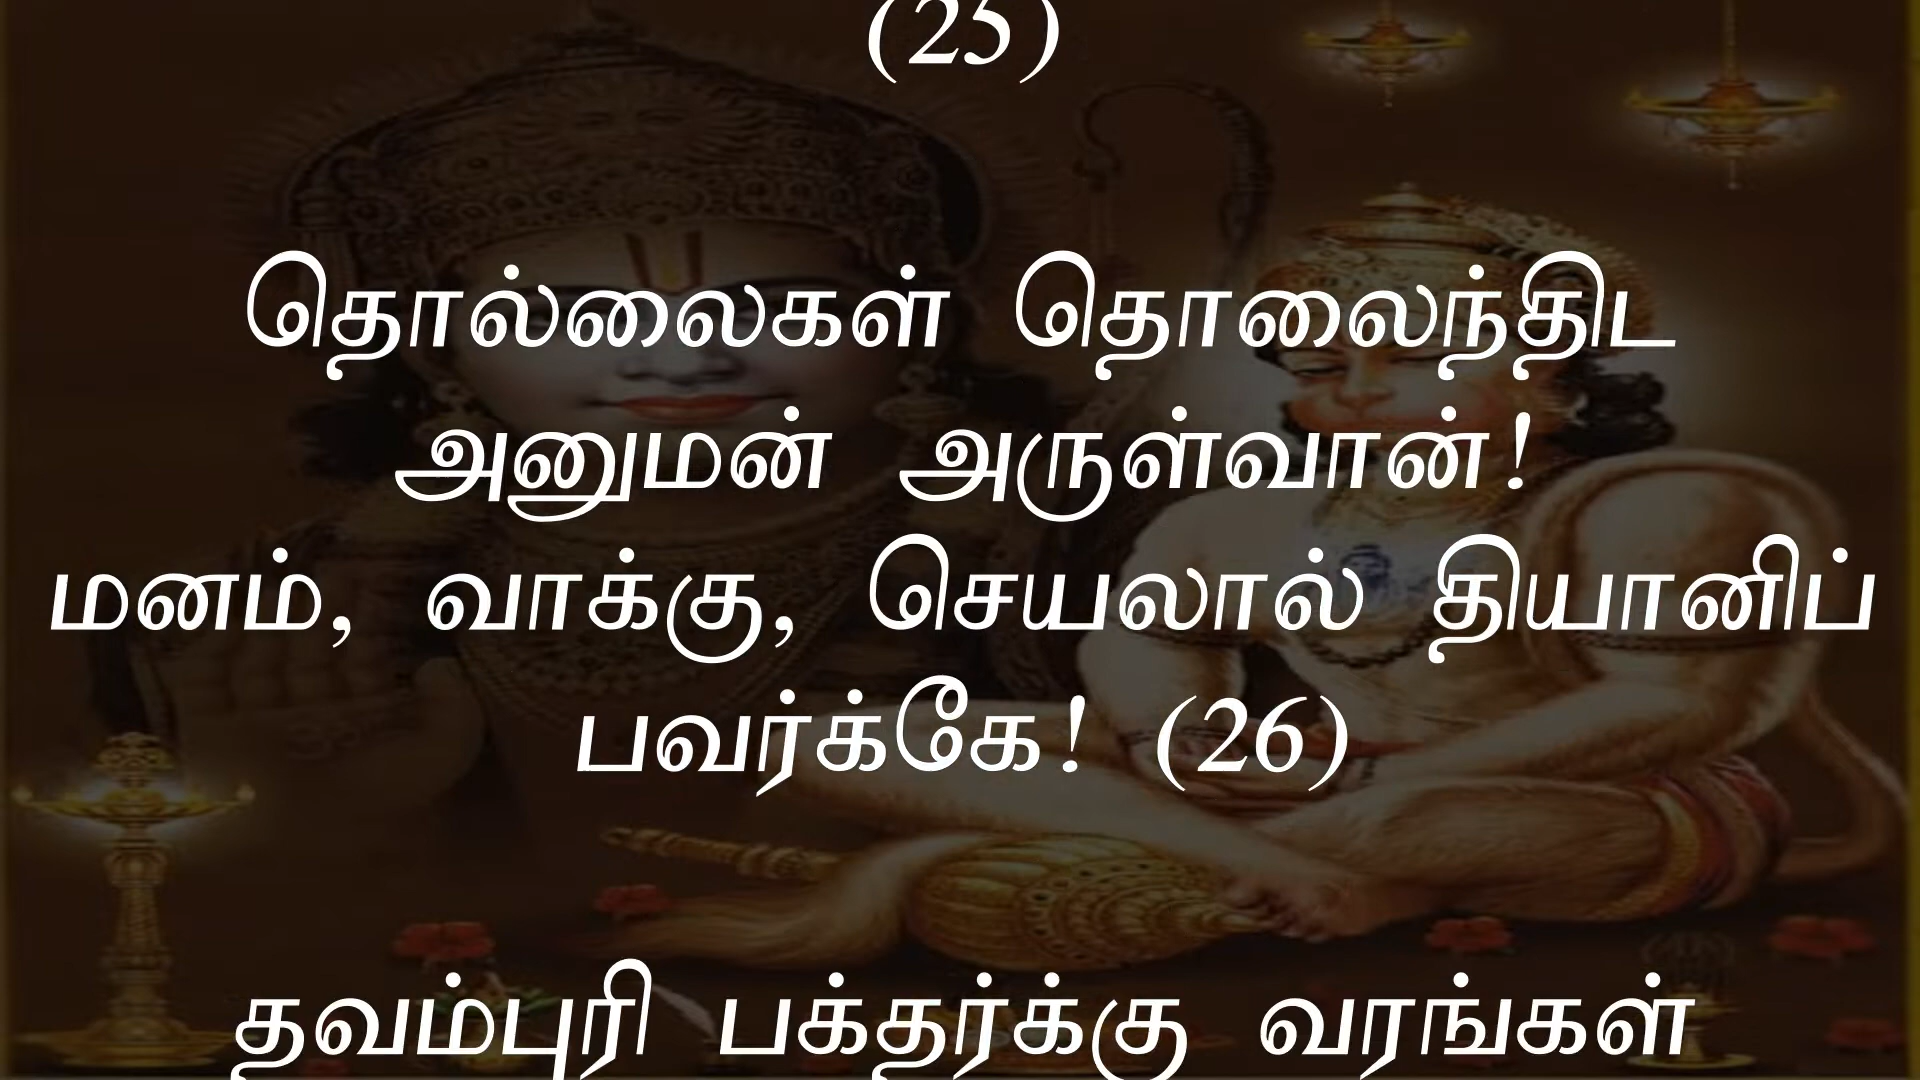 (25)
தொல்லைகள் தொலைந்திட
அனுமன் அருள்வான்!
மனம், வாக்கு, செயலால் தியானிப்
பவர்க்கே! (26)
தவம்புரி பக்தர்க்கு வரங்கள்